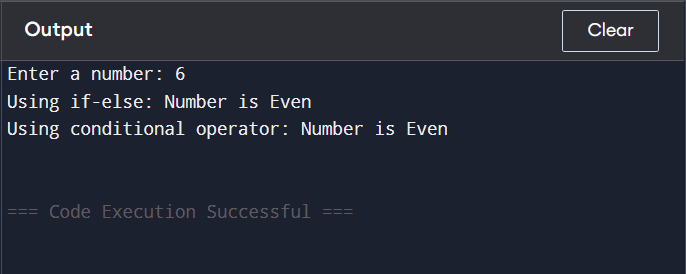 Output
Clear
Enter a number: 6
Using if-else: Number is Even
Using conditional operator: Number is Even
=== Code Execution Successful ===